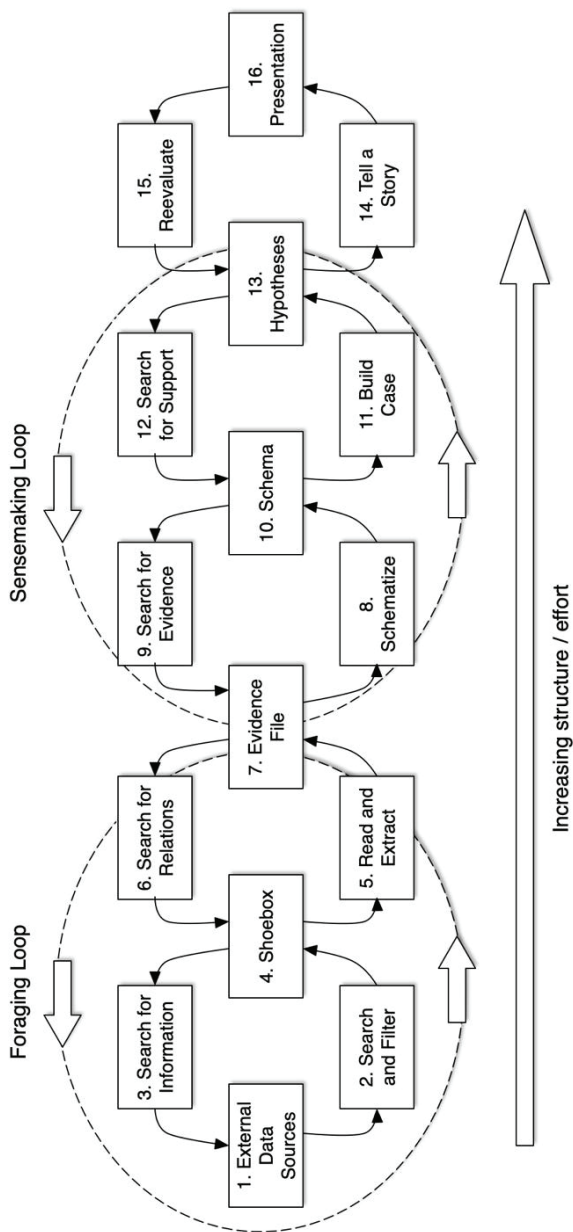 Foraging Loop
Sensemaking Loop
1. External
Data
Sources
2. Search
and Filter
3. Search for
Information
4. Shoebox
5. Read and
Extract
6. Search for
Relations
7. Evidence
File
8.
Schematize
9. Search for
Evidence
10. Schema
11. Build
Case
12. Search
for Support
13.
Hypotheses
14. Tell a
Story
15.
Reevaluate
16.
Presentation
Increasing structure / effort